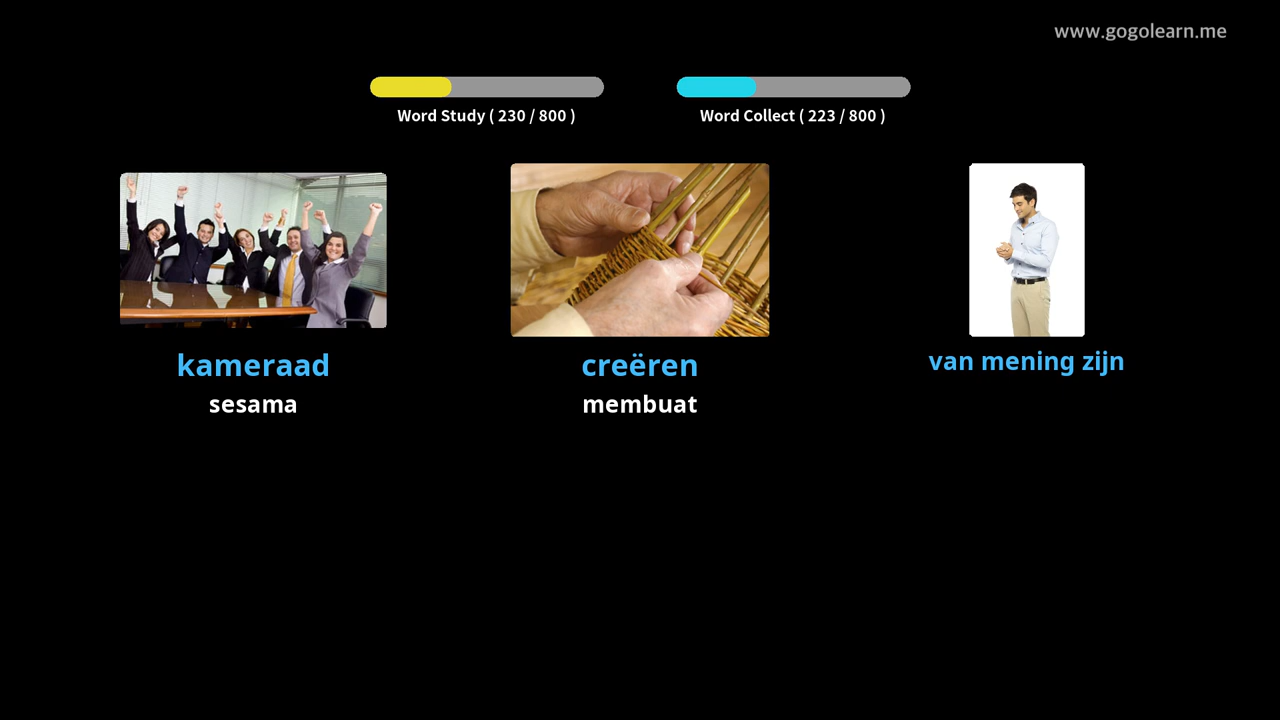 www.gogolearn.me
Word Study ( 230 / 800 )
Word Collect ( 223 / 800 )
kameraad
sesama
creëren
membuat
van mening zijn